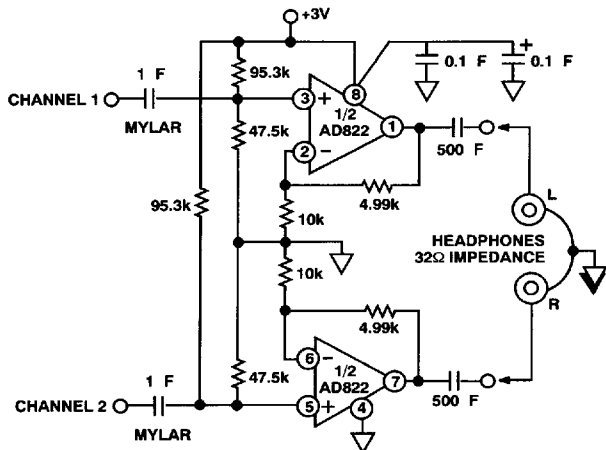 +3V
95.3k
0.1 F
+
0.1 F
1 F
CHANNEL 1
MYLAR
3
+
8
1/2
AD822
1
47.5k
2
−
500 F
L
4.99k
95.3k
10k
HEADPHONES
32Ω IMPEDANCE
10k
R
4.99k
47.5k
6
−
1/2
AD822
7
1 F
5
+
4
500 F
CHANNEL 2
MYLAR